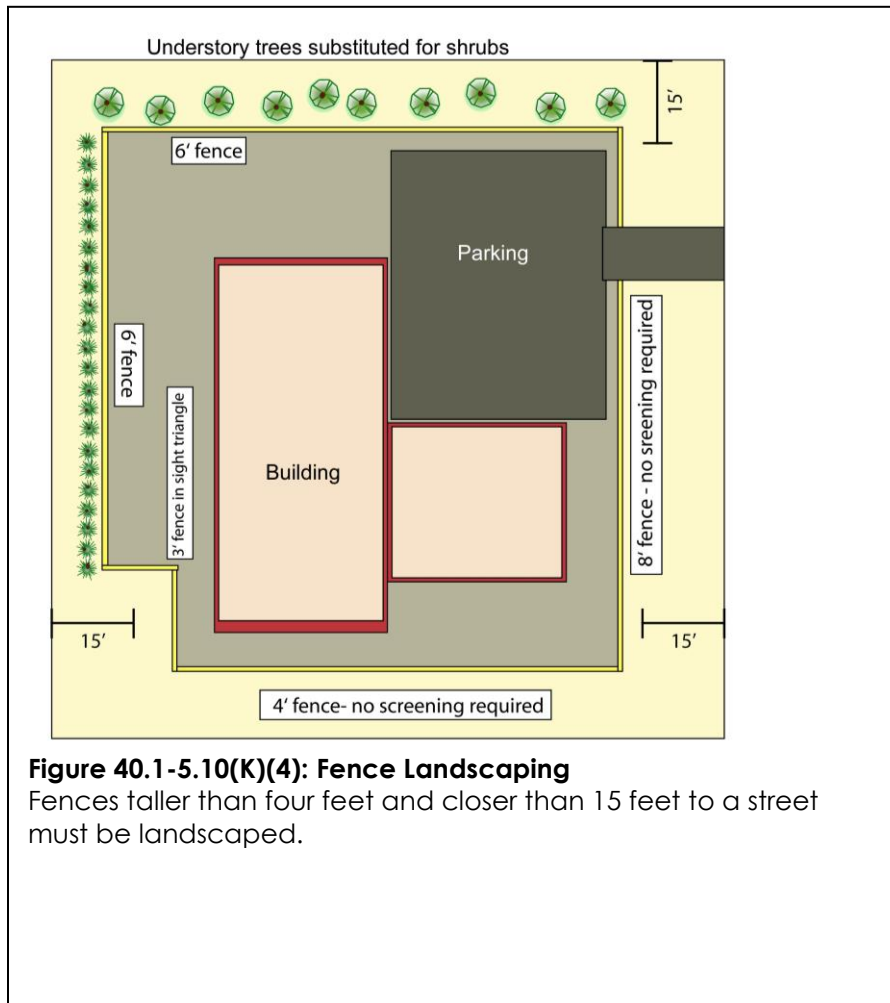 Understory trees substituted for shrubs
15'
6' fence
Parking
6' fence
3' fence in sight triangle
Building
8' fence - no sreening required
15'
15'
4' fence- no screening required
Figure 40.1-5.10(K)(4): Fence Landscaping
Fences taller than four feet and closer than 15 feet to a street
must be landscaped.